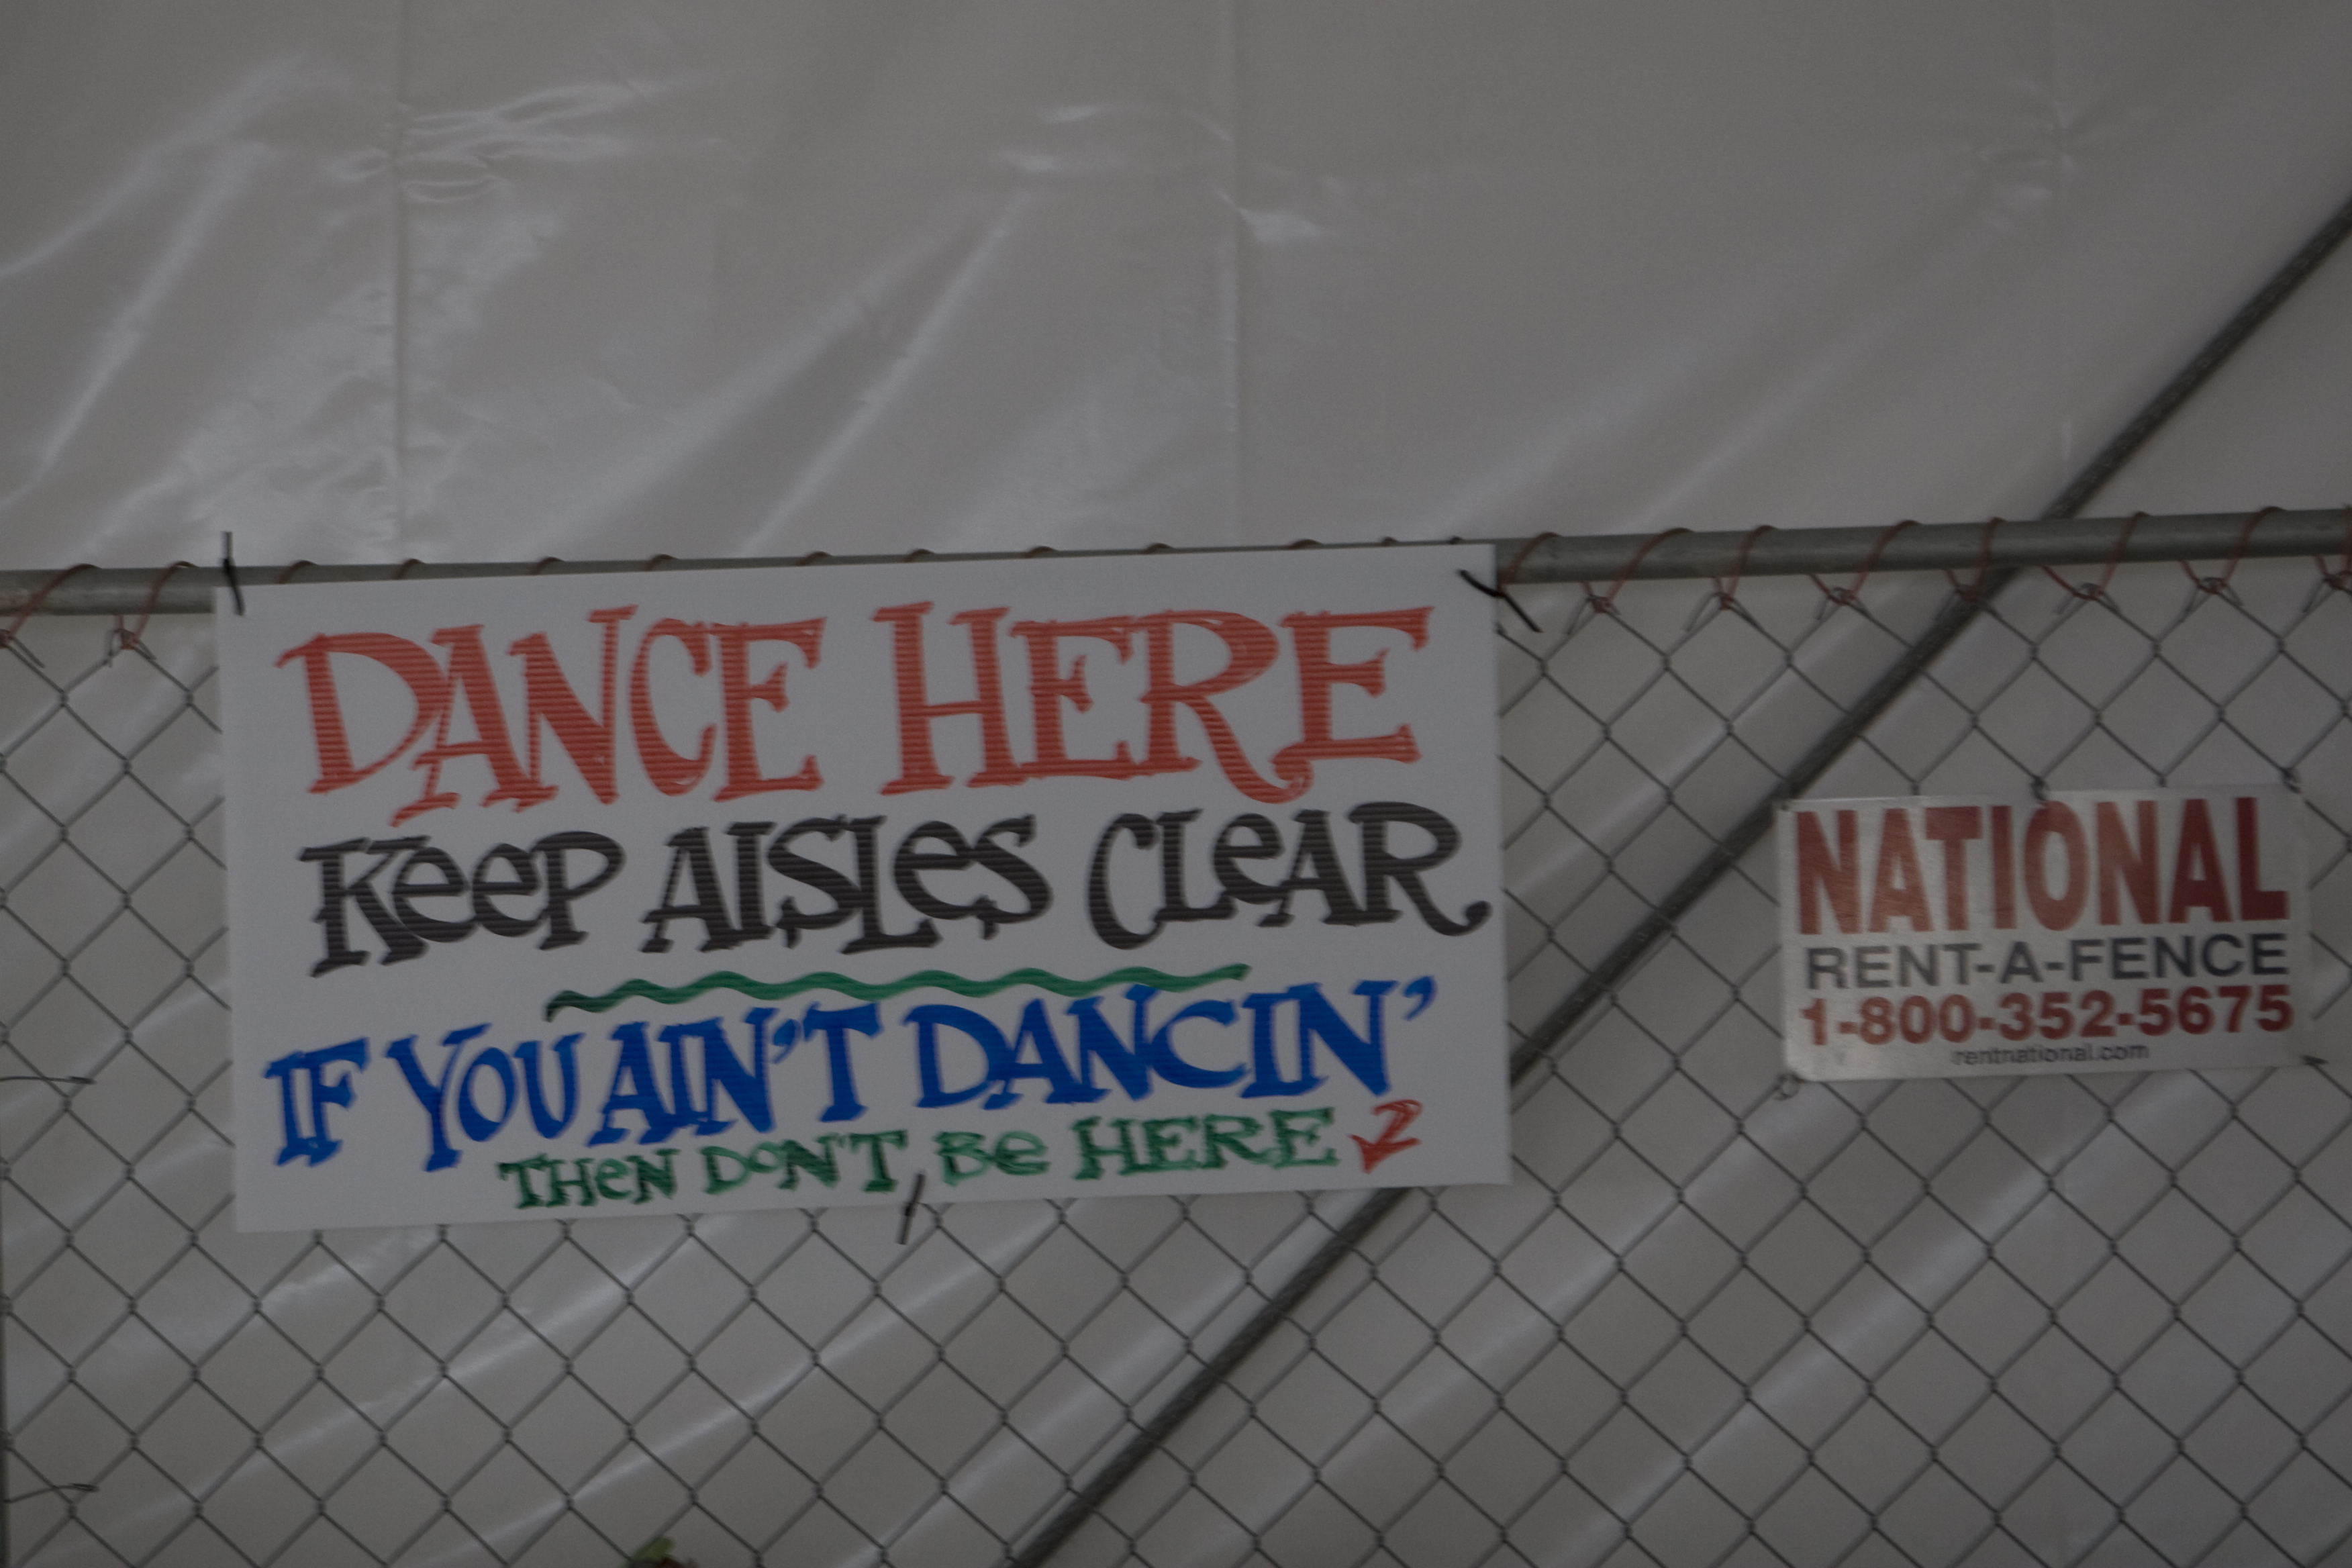 DANCE HERE
KeeP AISLeS CLeAR
IF YOU AIN'T DANCIN'
THeN DON'T Be HERE
NATIONAL
RENT-A-FENCE
1-800-352-5675
rentnational.com